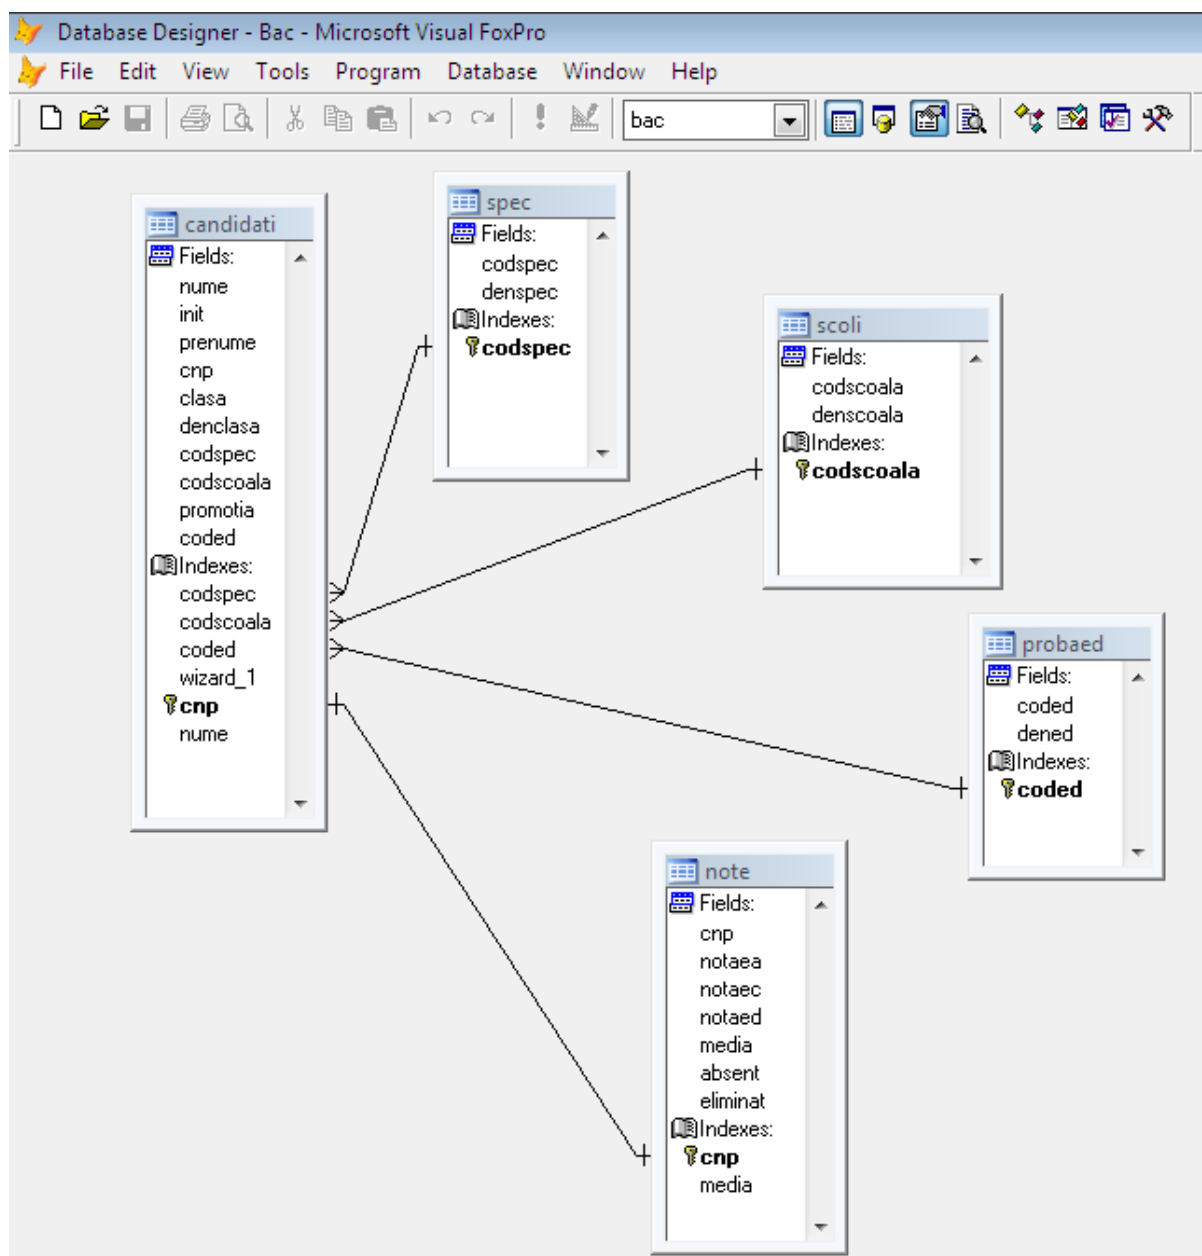 Database Designer - Bac - Microsoft Visual FoxPro
File Edit View Tools Program Database Window Help
bac
candidati
Fields:
nume
init
prenume
cnp
clasa
denclasa
codspec
codscoala
promotia
coded
Indexes:
codspec
codscoala
coded
wizard_1
cnp
nume
spec
Fields:
codspec
denspec
Indexes:
codspec
scoli
Fields:
codscoala
denscoala
Indexes:
codscoala
probaed
Fields:
coded
dened
Indexes:
coded
note
Fields:
cnp
notaea
notaec
notaed
media
absent
eliminat
Indexes:
cnp
media